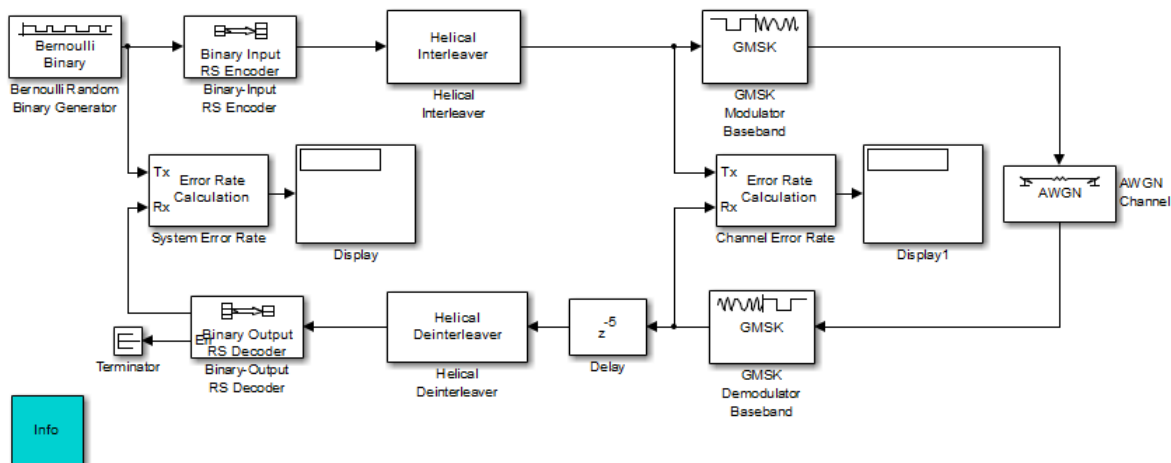 Bernoulli
Binary
Bernoulli Random
Binary Generator
Binary Input
RS Encoder
Binary-Input
RS Encoder
Helical
Interleaver
Helical
Interleaver
GMSK
GMSK
Modulator
Baseband
Tx
Rx
Error Rate
Calculation
System Error Rate
Display
Tx
Rx
Error Rate
Calculation
Channel Error Rate
Display1
AWGN
AWGN
Channel
Terminator
Binary Output
RS Decoder
Err
Binary-Output
RS Decoder
Helical
Deinterleaver
Helical
Deinterleaver
z-5
Delay
GMSK
GMSK
Demodulator
Baseband
Info